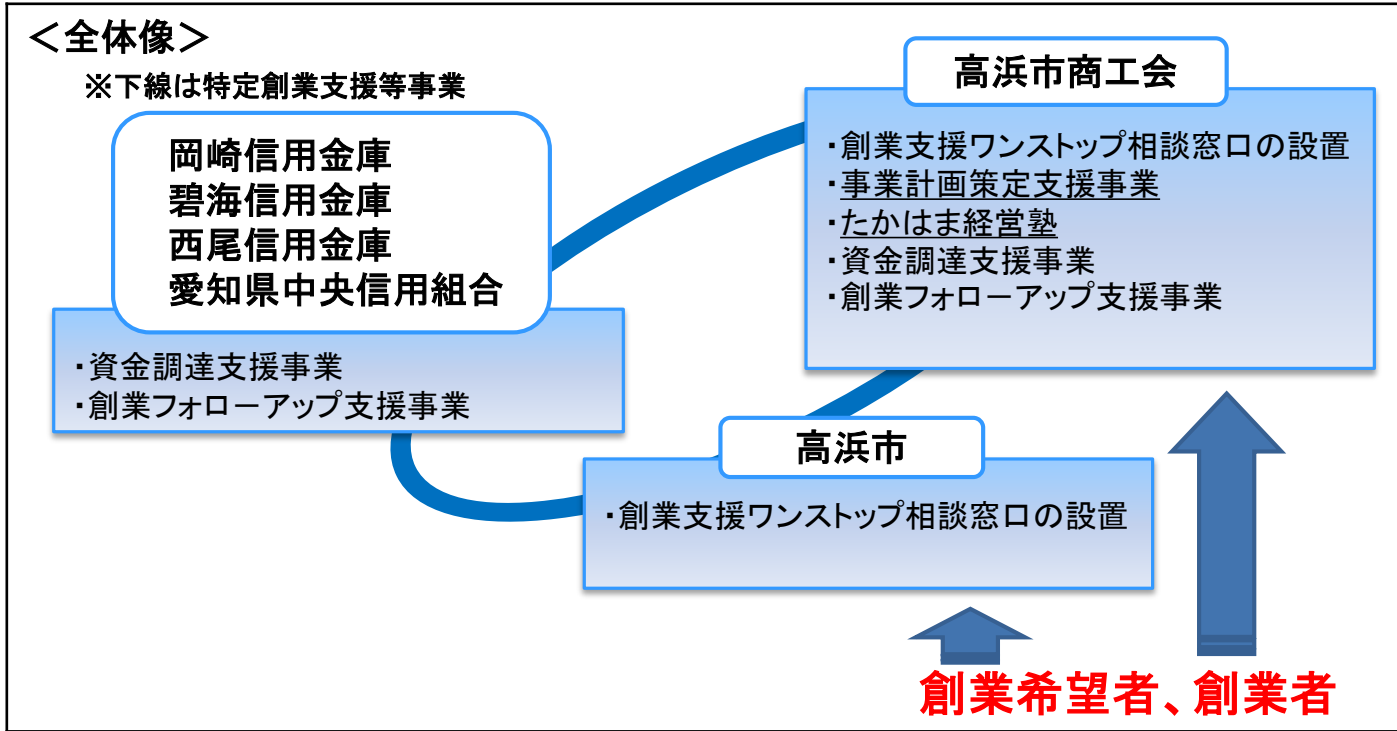 ＜全体像＞
※下線は特定創業支援等事業
岡崎信用金庫
碧海信用金庫
西尾信用金庫
愛知県中央信用組合
・資金調達支援事業
・創業フォローアップ支援事業
高浜市商工会
・創業支援ワンストップ相談窓口の設置
・事業計画策定支援事業
・たかはま経営塾
・資金調達支援事業
・創業フォローアップ支援事業
高浜市
・創業支援ワンストップ相談窓口の設置
創業希望者、創業者